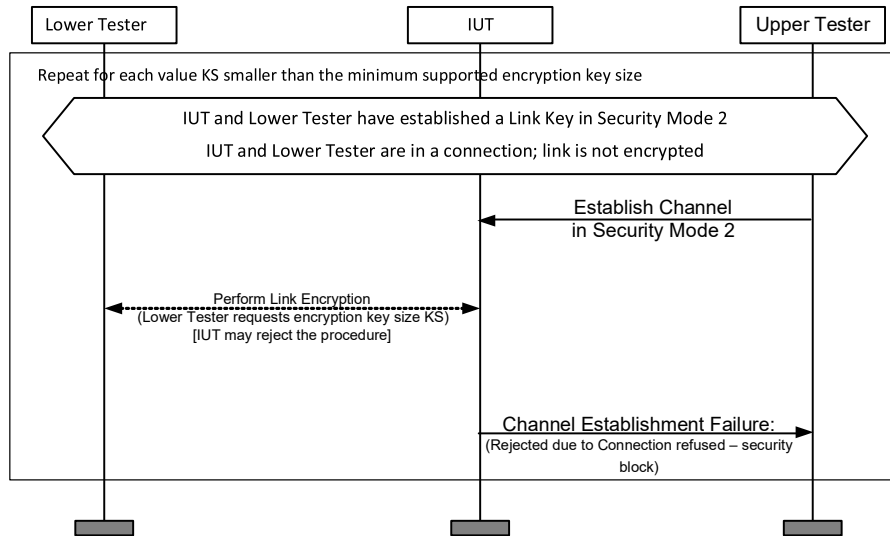 Lower Tester
IUT
Upper Tester
Repeat for each value KS smaller than the minimum supported encryption key size
IUT and Lower Tester have established a Link Key in Security Mode 2
IUT and Lower Tester are in a connection; link is not encrypted
Establish Channel
in Security Mode 2
Perform Link Encryption
(Lower Tester requests encryption key size KS)
[IUT may reject the procedure]
Channel Establishment Failure:
(Rejected due to Connection refused – security
block)